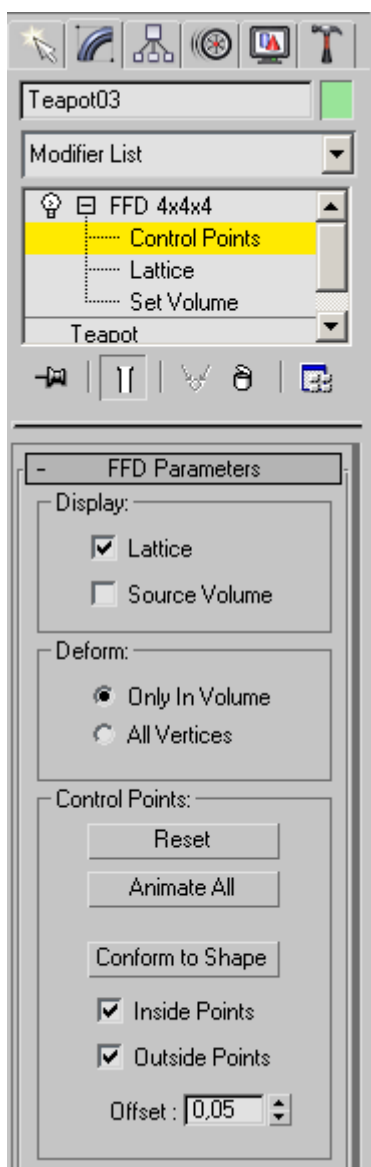 Teapot03
Modifier List
FFD 4x4x4
Control Points
Lattice
Set Volume
Teapot
- FFD Parameters
Display:
Lattice
Source Volume
Deform:
Only In Volume
All Vertices
Control Points:
Reset
Animate All
Conform to Shape
Inside Points
Outside Points
Offset : 0,05